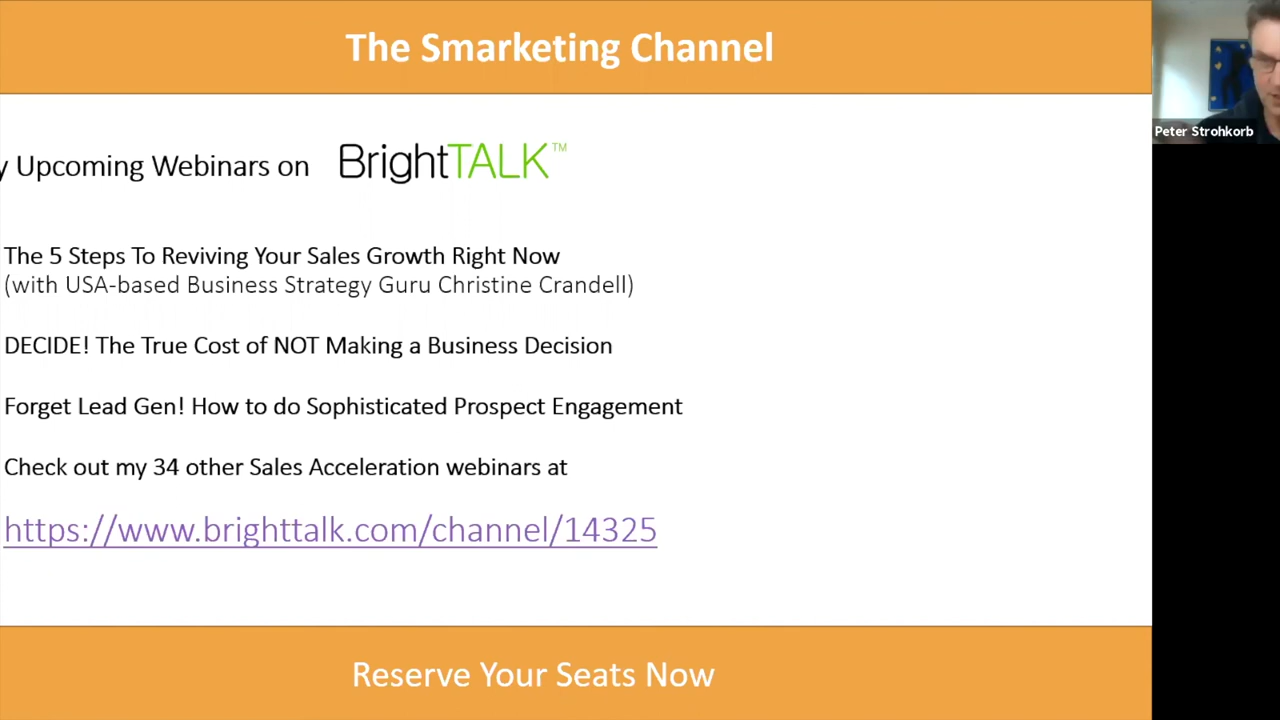 The Smarketing Channel
Peter Strohkorb
y Upcoming Webinars on BrightTALK™
The 5 Steps To Reviving Your Sales Growth Right Now
(with USA-based Business Strategy Guru Christine Crandell)
DECIDE! The True Cost of NOT Making a Business Decision
Forget Lead Gen! How to do Sophisticated Prospect Engagement
Check out my 34 other Sales Acceleration webinars at
https://www.brighttalk.com/channel/14325
Reserve Your Seats Now